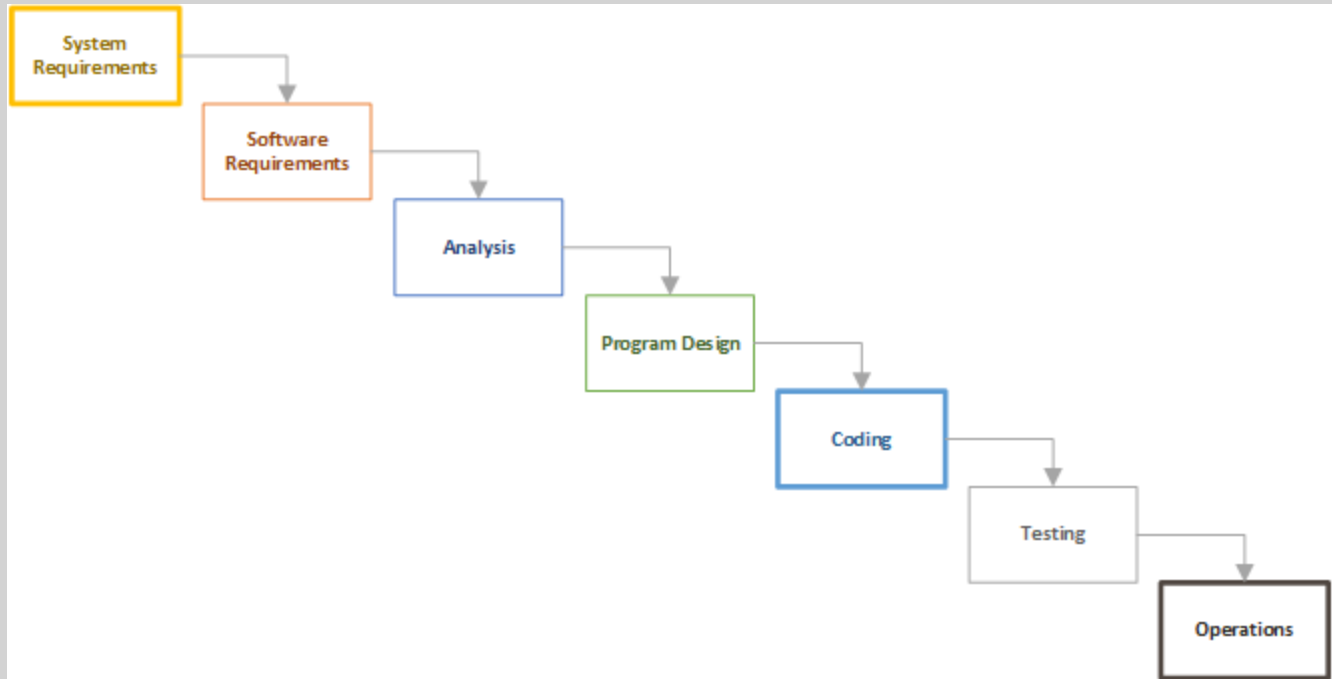 System
Requirements
Software
Requirements
Analysis
Program Design
Coding
Testing
Operations